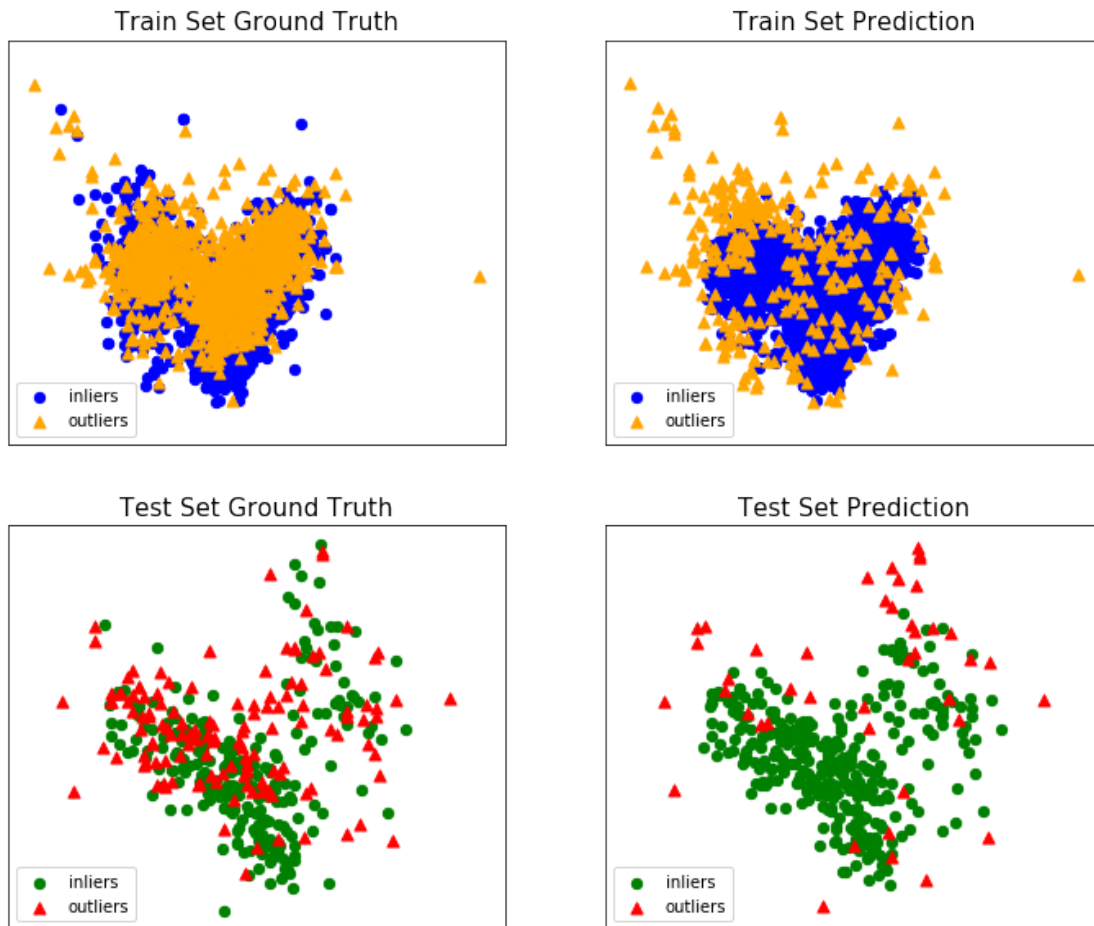 Train Set Ground Truth
Train Set Prediction
inliers
outliers
inliers
outliers
Test Set Ground Truth
Test Set Prediction
inliers
outliers
inliers
outliers